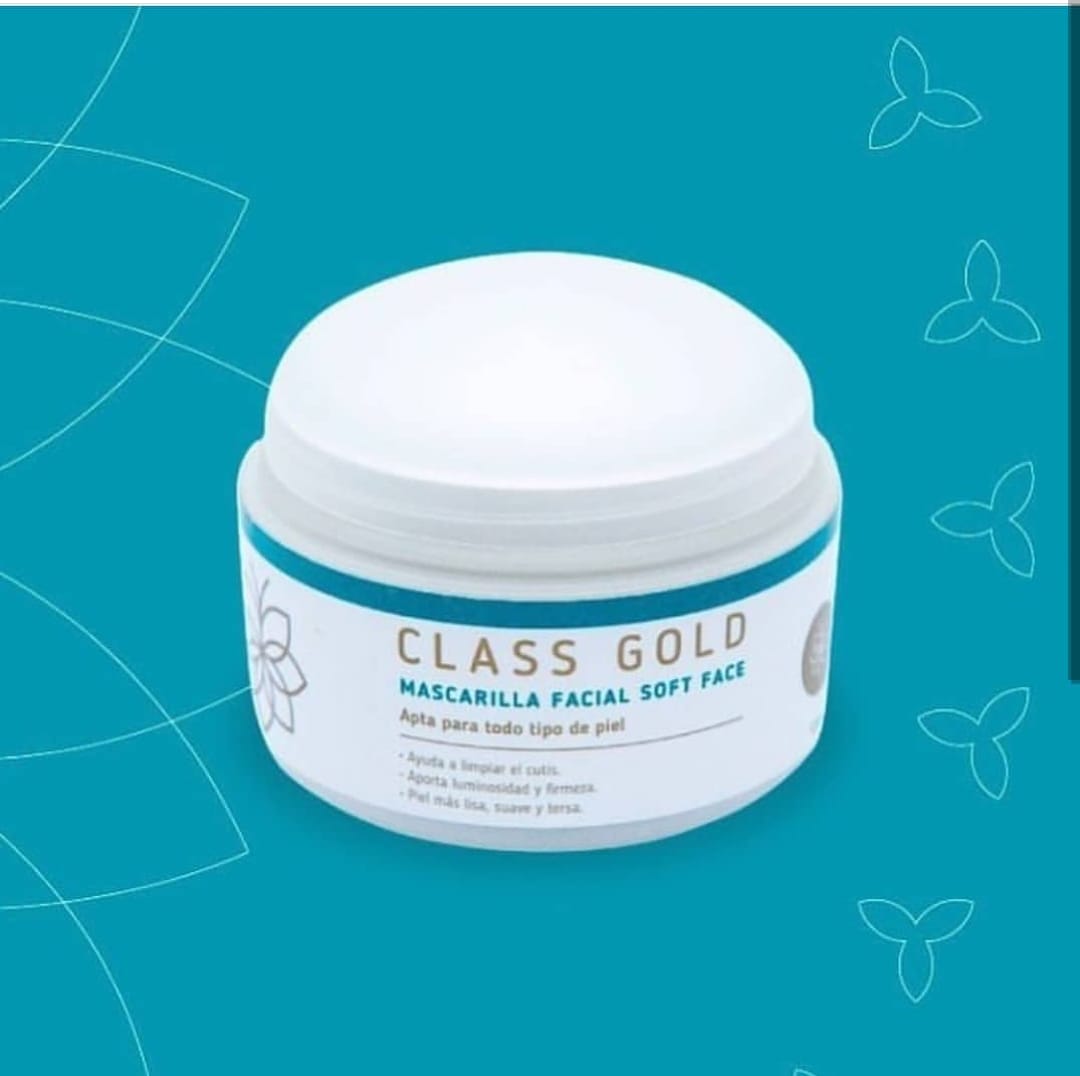 CLASS GOLD
MASCARILLA FACIAL SOFT FACE
Apta para todo tipo de piel
• Ayuda a limpiar el cutis.
• Aporta luminosidad y firmeza.
• Piel más lisa, suave y tersa.